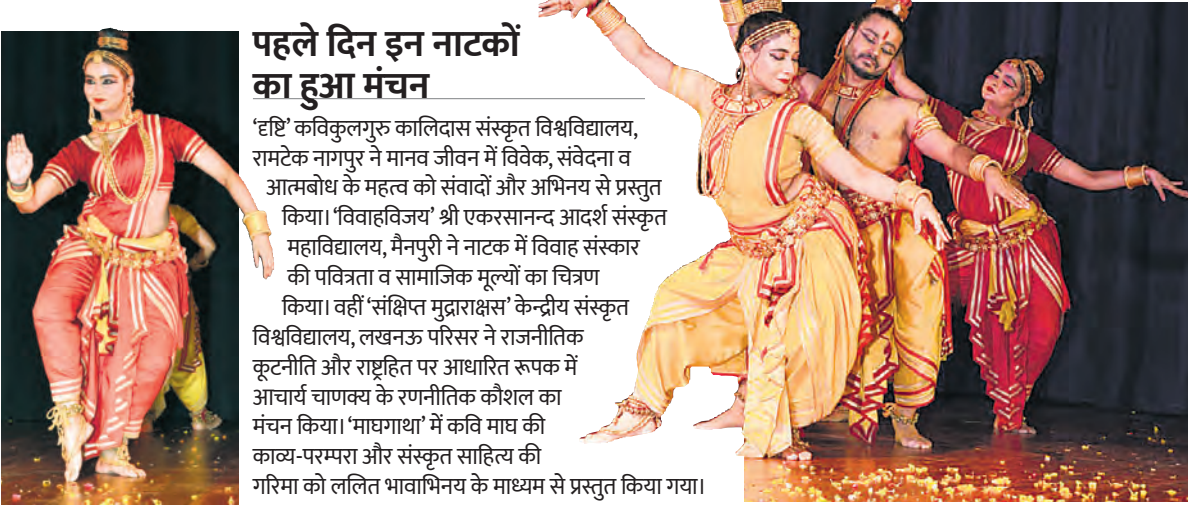 पहले दिन इन नाटकों
का हुआ मंचन
‘दृष्टि’ कविकुलगुरु कालिदास संस्कृत विश्वविद्यालय,
रामटेक नागपुर ने मानव जीवन में विवेक, संवेदना व
आत्मबोध के महत्व को संवादों और अभिनय से प्रस्तुत
किया। ‘विवाहविजय’ श्री एकरसानन्द आदर्श संस्कृत
महाविद्यालय, मैनपुरी ने नाटक में विवाह संस्कार
की पवित्रता व सामाजिक मूल्यों का चित्रण
किया। वहीं ‘संक्षिप्त मुद्राराक्षस’ केन्द्रीय संस्कृत
विश्वविद्यालय, लखनऊ परिसर ने राजनीतिक
कूटनीति और राष्ट्रहित पर आधारित रूपक में
आचार्य चाणक्य के रणनीतिक कौशल का
मंचन किया। ‘माघगाथा’ में कवि माघ की
काव्य-परम्परा और संस्कृत साहित्य की
गरिमा को ललित भावाभिनय के माध्यम से प्रस्तुत किया गया।